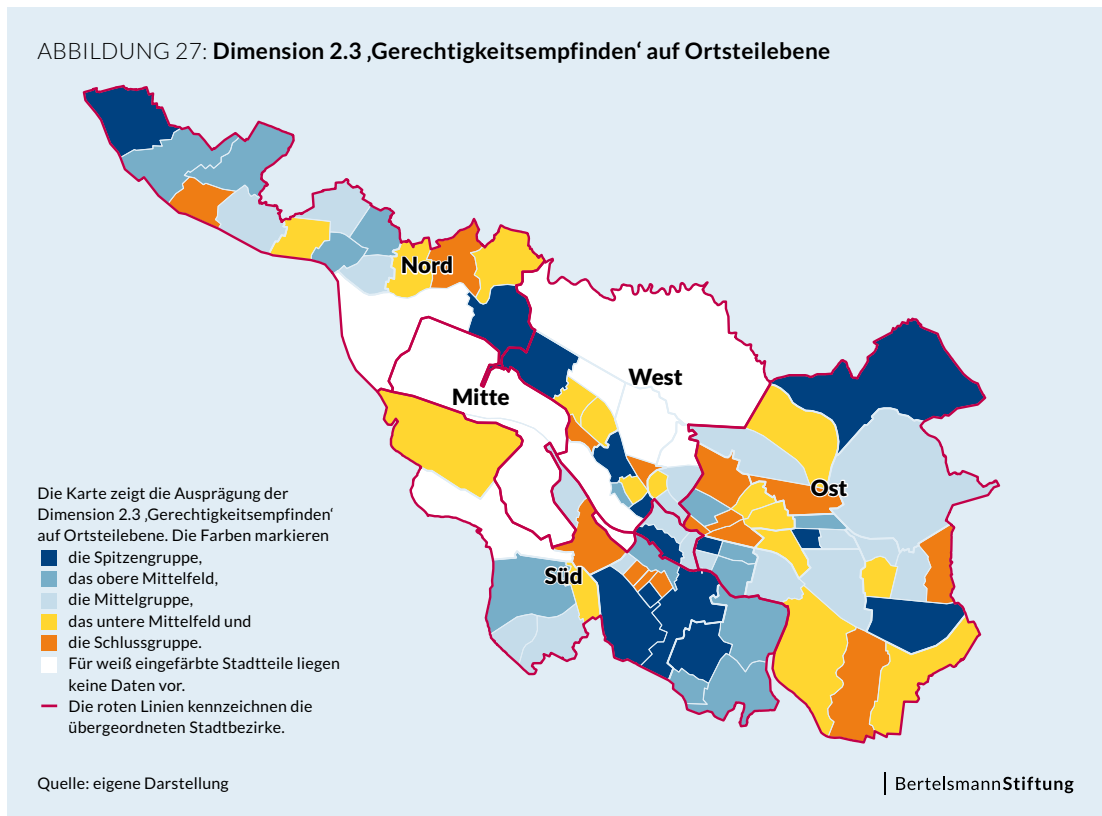 ABBILDUNG 27: Dimension 2.3 ‚Gerechtigkeitsempfinden‘ auf Ortsteilebene
Nord
West
Mitte
Ost
Süd
Die Karte zeigt die Ausprägung der
Dimension 2.3 ‚Gerechtigkeitsempfinden‘
auf Ortsteilebene. Die Farben markieren
die Spitzengruppe,
das obere Mittelfeld,
die Mittelgruppe,
das untere Mittelfeld und
die Schlussgruppe.
Für weiß eingefärbte Stadtteile liegen
keine Daten vor.
Die roten Linien kennzeichnen die
übergeordneten Stadtbezirke.
Quelle: eigene Darstellung
BertelsmannStiftung